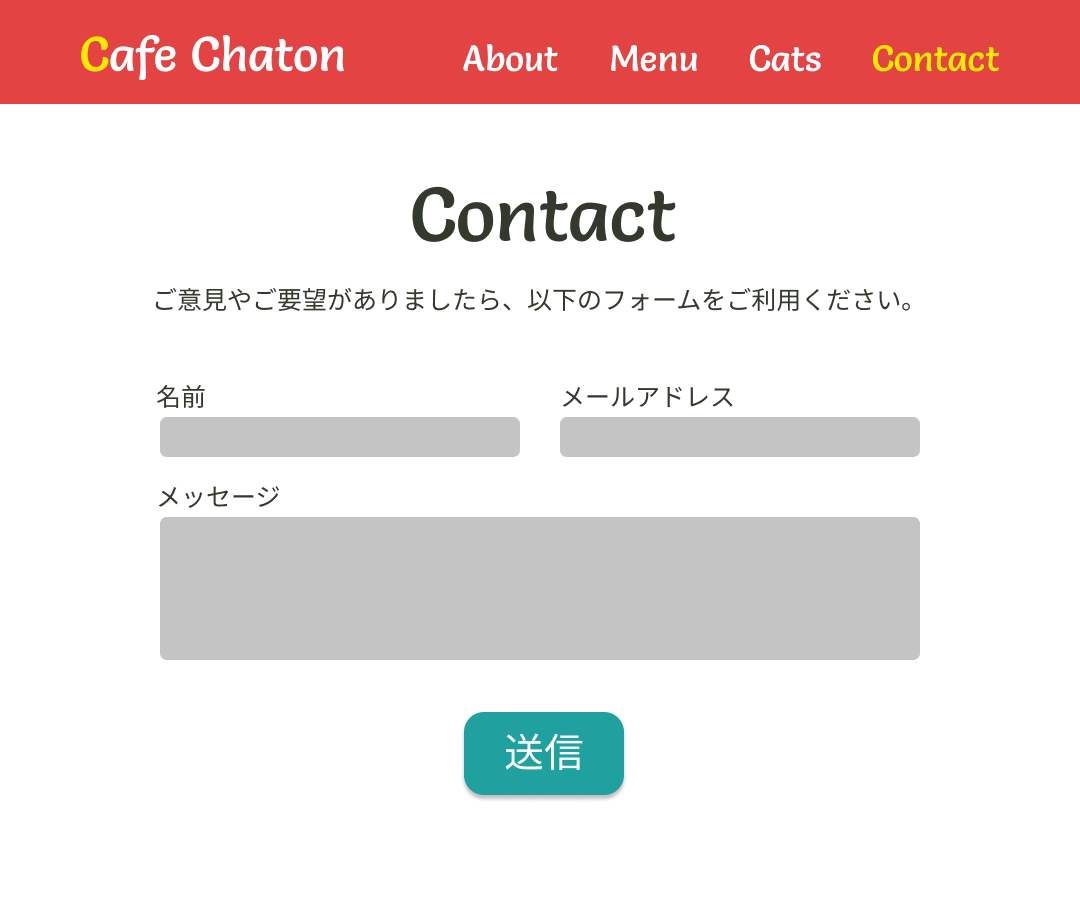 Cafe Chaton About Menu Cats Contact
Contact
ご意見やご要望がありましたら、以下のフォームをご利用ください。
名前 メールアドレス
メッセージ
送信